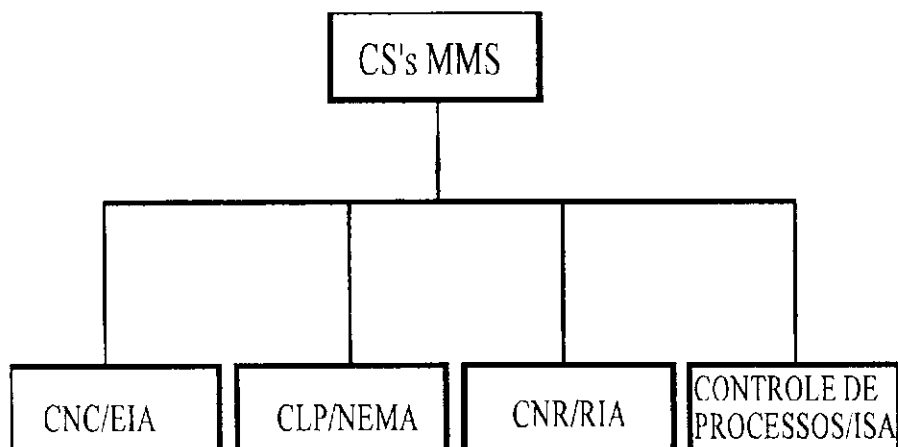 CS's MMS
CNC/EIA
CLP/NEMA
CNR/RIA
CONTROLE DE
PROCESSOS/ISA